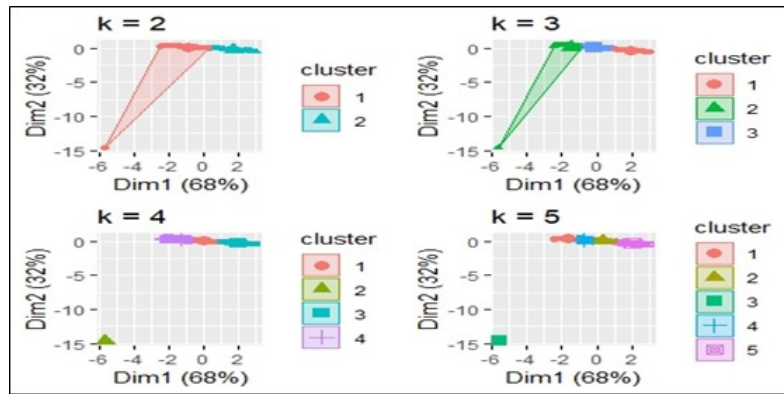 k = 2
Dim2 (32%)
0
-5
-10
-15
-6 -4 -2 0 2
Dim1 (68%)
cluster
1
2
k = 3
Dim2 (32%)
0
-5
-10
-15
-6 -4 -2 0 2
Dim1 (68%)
cluster
1
2
3
k = 4
Dim2 (32%)
0
-5
-10
-15
-6 -4 -2 0 2
Dim1 (68%)
cluster
1
2
3
4
k = 5
Dim2 (32%)
0
-5
-10
-15
-6 -4 -2 0 2
Dim1 (68%)
cluster
1
2
3
4
5